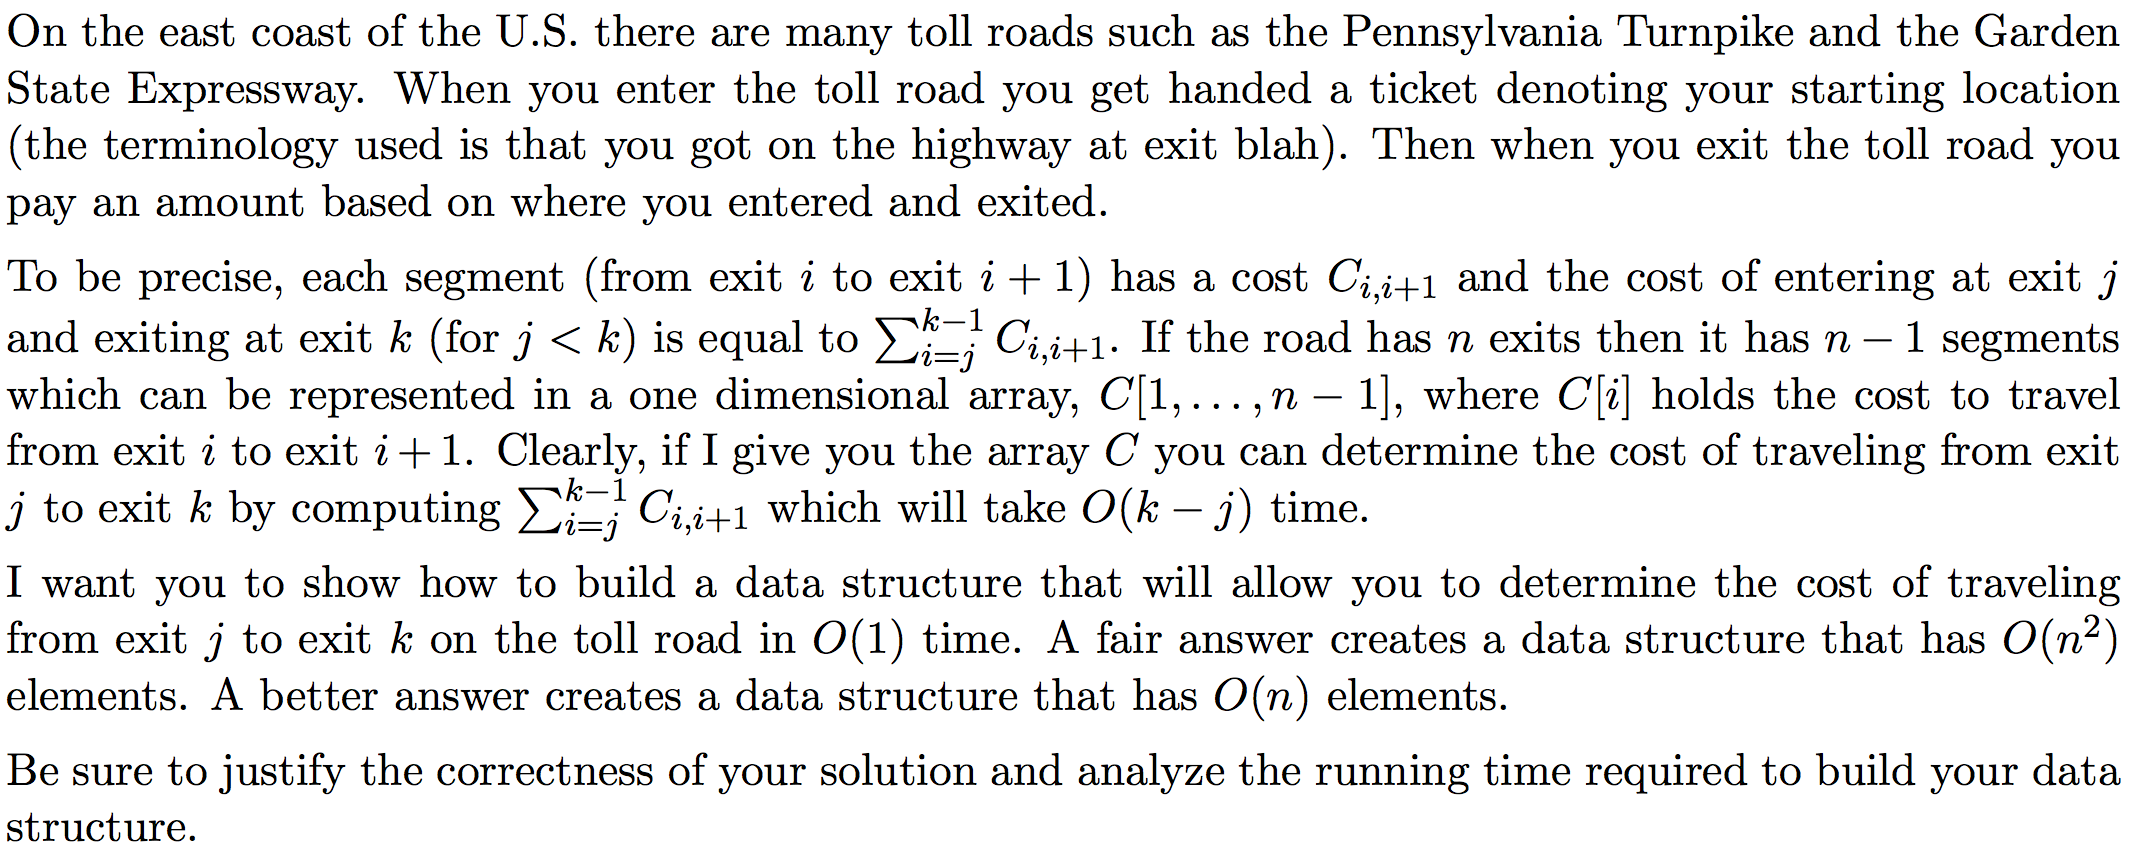 On the east coast of the U.S. there are many toll roads such as the Pennsylvania Turnpike and the Garden
State Expressway. When you enter the toll road you get handed a ticket denoting your starting location
(the terminology used is that you got on the highway at exit blah). Then when you exit the toll road you
pay an amount based on where you entered and exited.
To be precise, each segment (from exit i to exit i + 1) has a cost C_{i,i+1} and the cost of entering at exit j
and exiting at exit k (for j < k) is equal to \sum_{i=j}^{k-1} C_{i,i+1}. If the road has n exits then it has n − 1 segments
which can be represented in a one dimensional array, C[1, . . . , n − 1], where C[i] holds the cost to travel
from exit i to exit i + 1. Clearly, if I give you the array C you can determine the cost of traveling from exit
j to exit k by computing \sum_{i=j}^{k-1} C_{i,i+1} which will take O(k − j) time.
I want you to show how to build a data structure that will allow you to determine the cost of traveling
from exit j to exit k on the toll road in O(1) time. A fair answer creates a data structure that has O(n^2)
elements. A better answer creates a data structure that has O(n) elements.
Be sure to justify the correctness of your solution and analyze the running time required to build your data
structure.